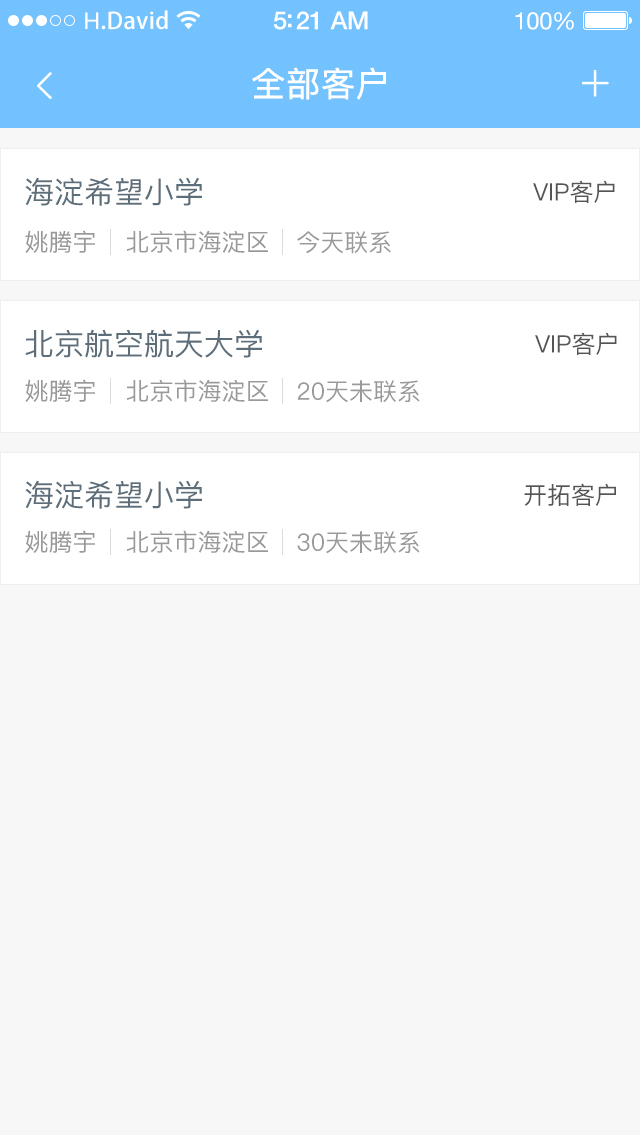 H.David 5:21 AM 100%
全部客户
海淀希望小学 VIP客户
姚腾宇 北京市海淀区 今天联系
北京航空航天大学 VIP客户
姚腾宇 北京市海淀区 20天未联系
海淀希望小学 开拓客户
姚腾宇 北京市海淀区 30天未联系